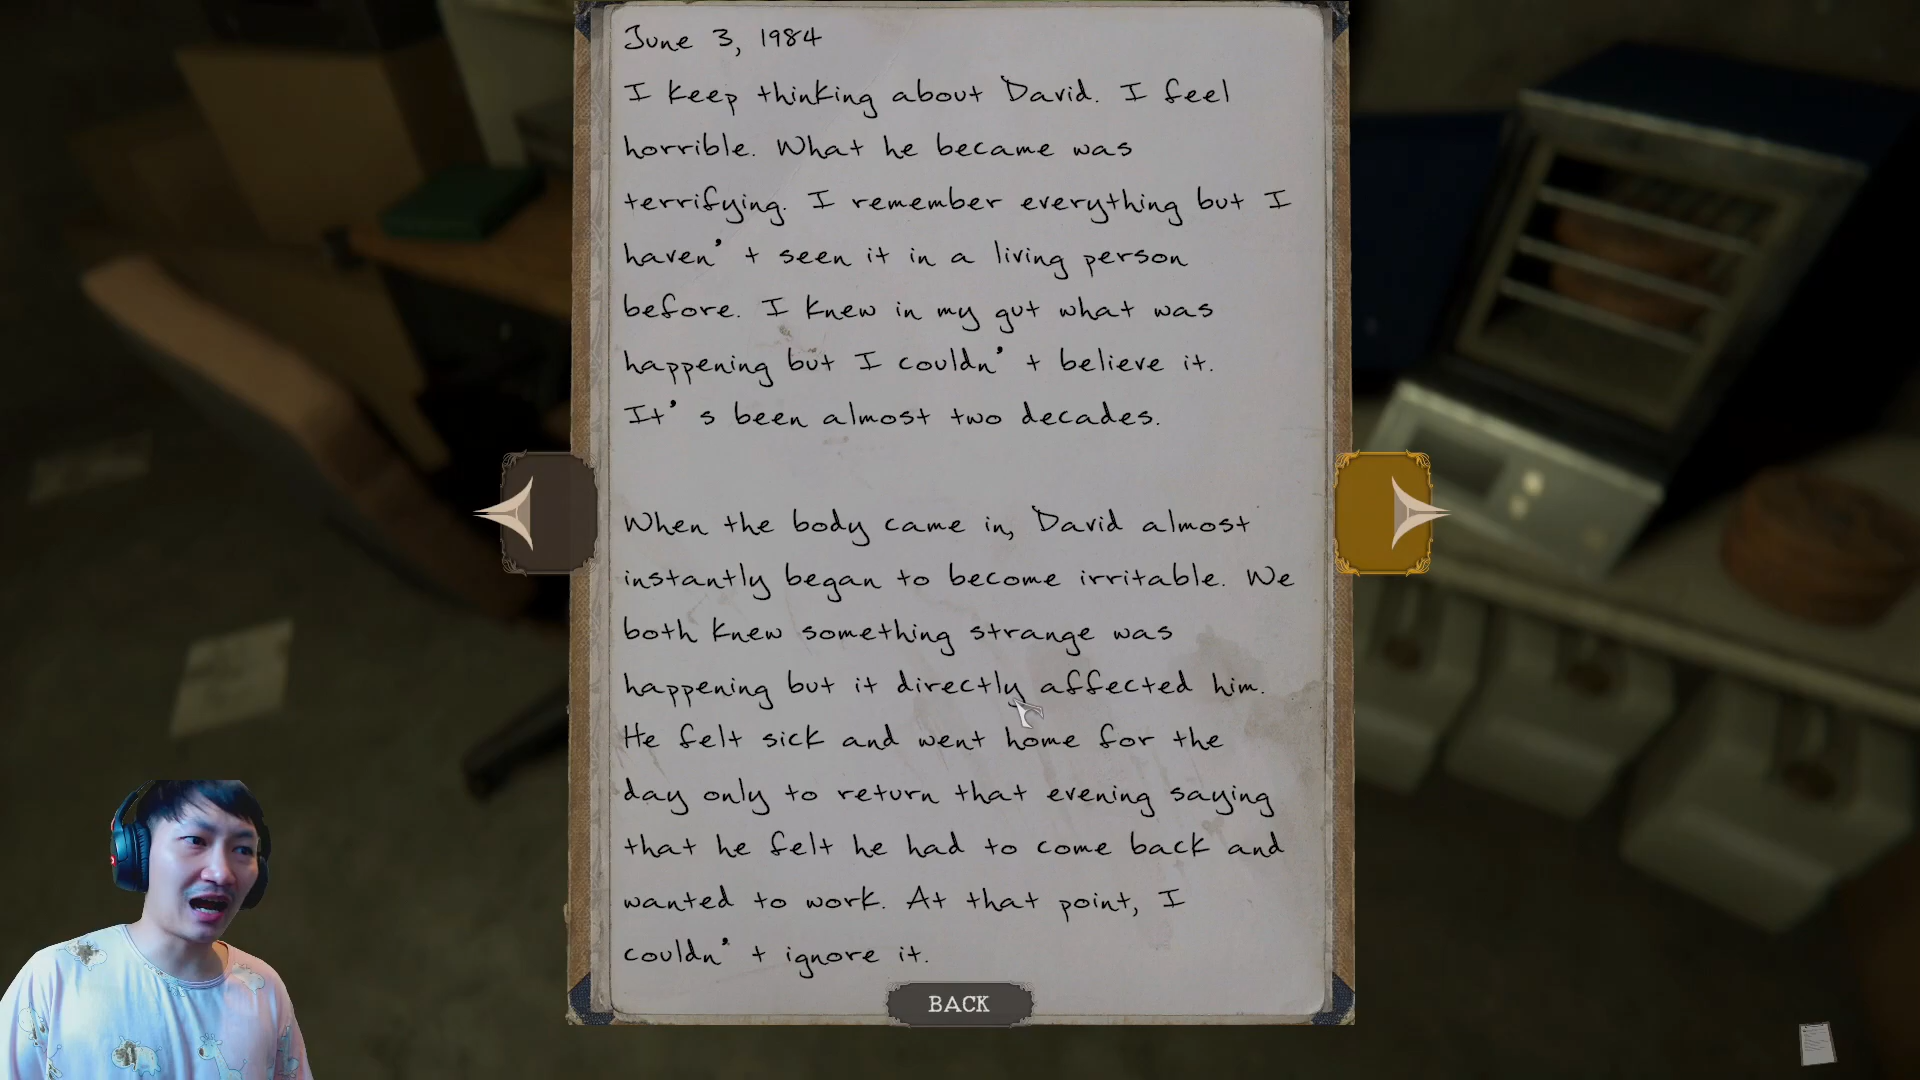 June 3, 1984
I keep thinking about David. I feel
horrible. What he became was
terrifying. I remember everything but I
haven't seen it in a living person
before. I knew in my gut what was
happening but I couldn't believe it.
It's been almost two decades.
When the body came in, David almost
instantly began to become irritable. We
both knew something strange was
happening but it directly affected him.
He felt sick and went home for the
day only to return that evening saying
that he felt he had to come back and
wanted to work. At that point, I
couldn't ignore it.
BACK